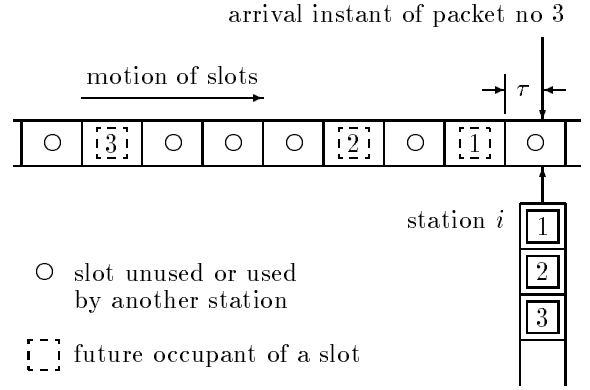 arrival instant of packet no 3
motion of slots
τ
3
2
1
station i
1
2
3
slot unused or used
by another station
future occupant of a slot